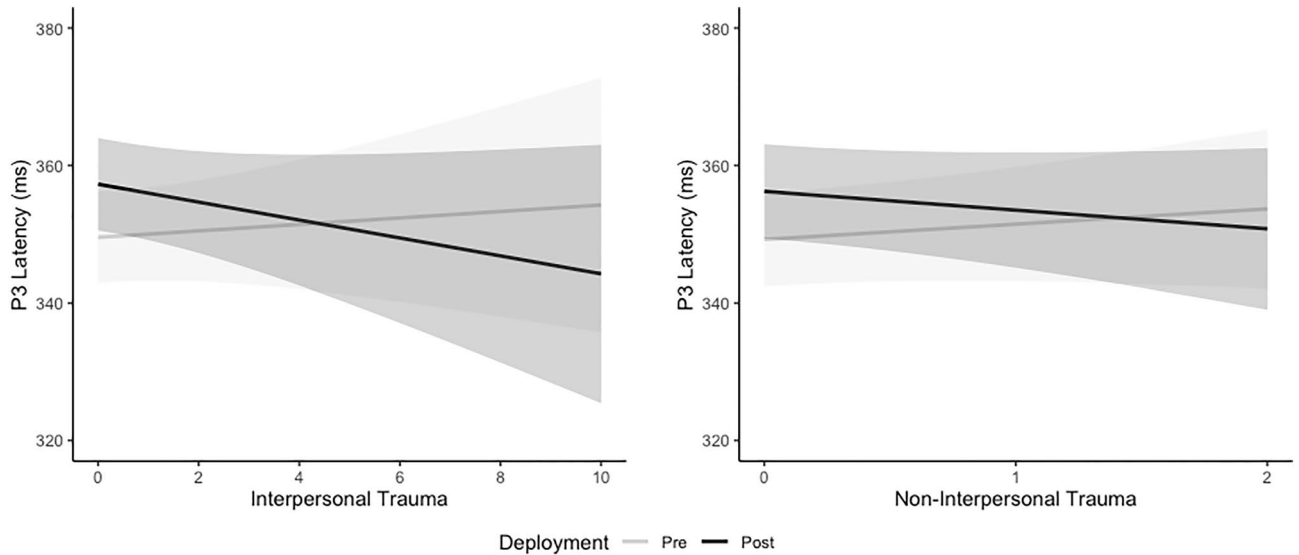 380
360
340
320
P3 Latency (ms)
0 2 4 6 8 10
Interpersonal Trauma
380
360
340
320
P3 Latency (ms)
0 1 2
Non-Interpersonal Trauma
Deployment Pre Post